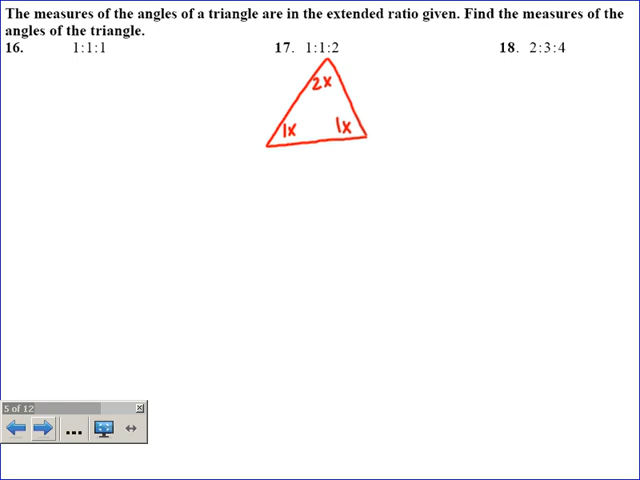 The measures of the angles of a triangle are in the extended ratio given. Find the measures of the
angles of the triangle.
16. 1:1:1 17. 1:1:2 18. 2:3:4
2x
1x 1x
5 of 12